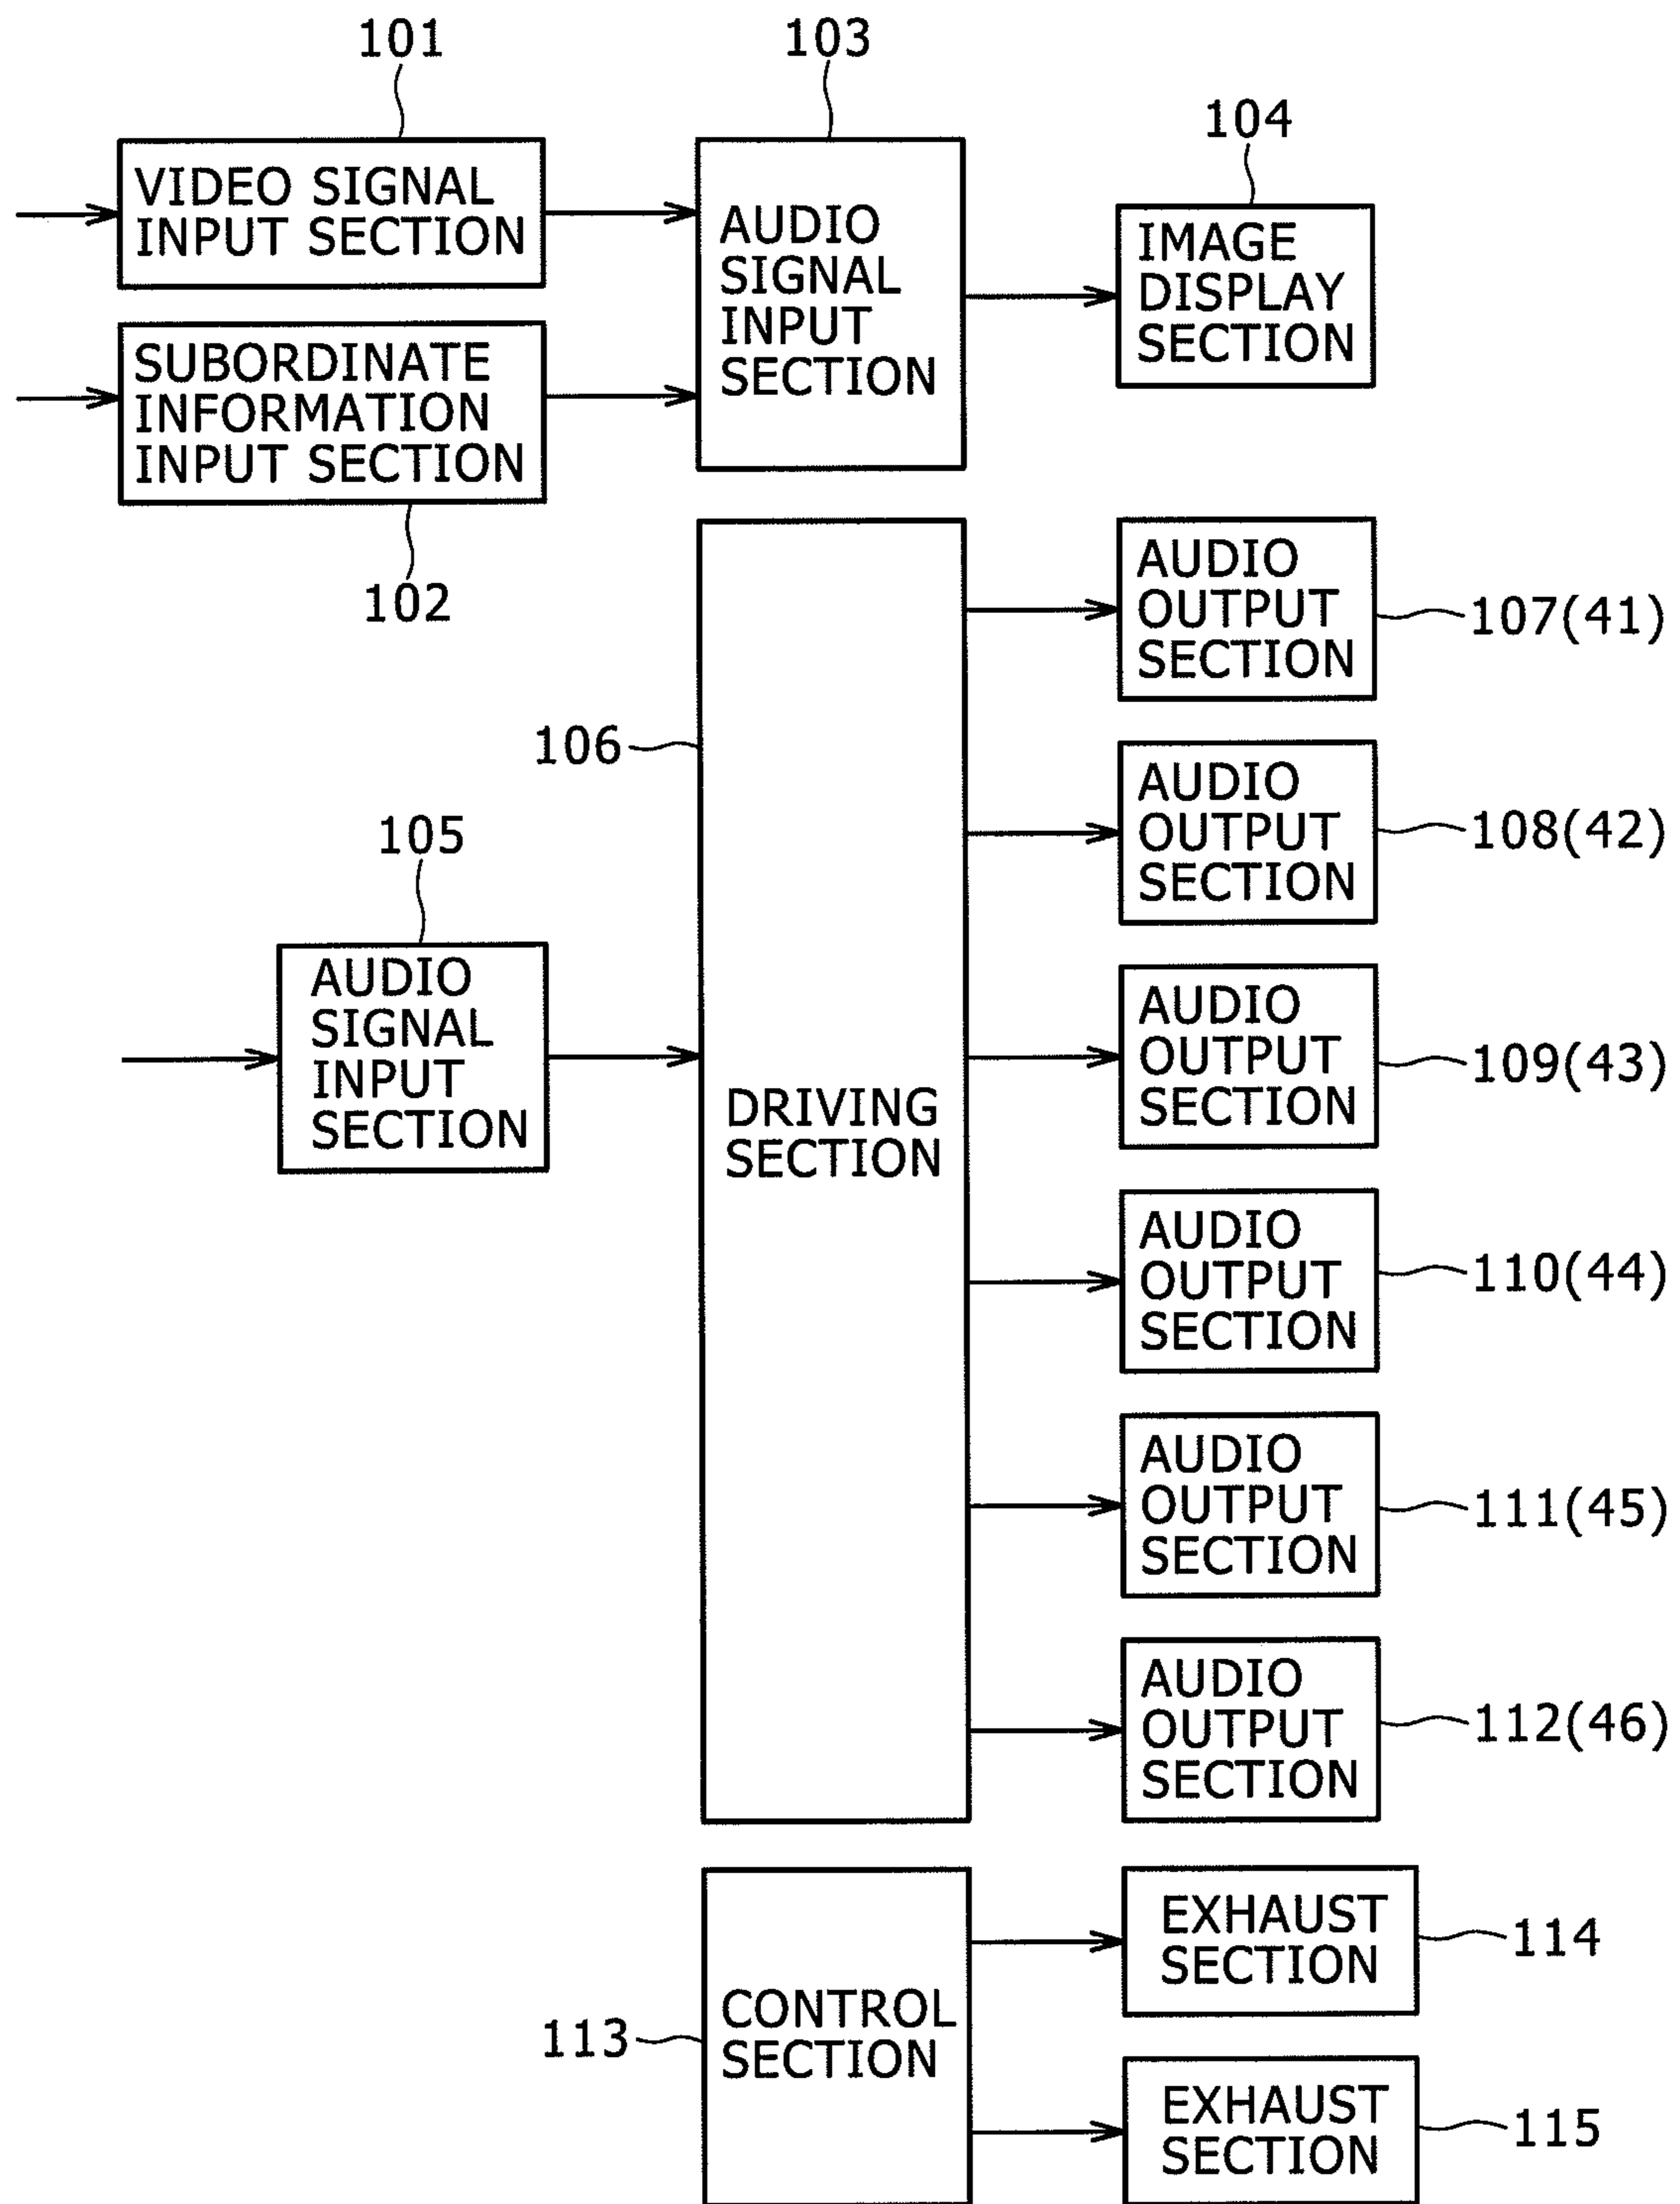 101
VIDEO SIGNAL
INPUT SECTION
103
AUDIO
SIGNAL
INPUT
SECTION
104
IMAGE
DISPLAY
SECTION
SUBORDINATE
INFORMATION
INPUT SECTION
102
105
AUDIO
SIGNAL
INPUT
SECTION
106
DRIVING
SECTION
AUDIO
OUTPUT
SECTION
107(41)
AUDIO
OUTPUT
SECTION
108(42)
AUDIO
OUTPUT
SECTION
109(43)
AUDIO
OUTPUT
SECTION
110(44)
AUDIO
OUTPUT
SECTION
111(45)
AUDIO
OUTPUT
SECTION
112(46)
113
CONTROL
SECTION
EXHAUST
SECTION
114
EXHAUST
SECTION
115